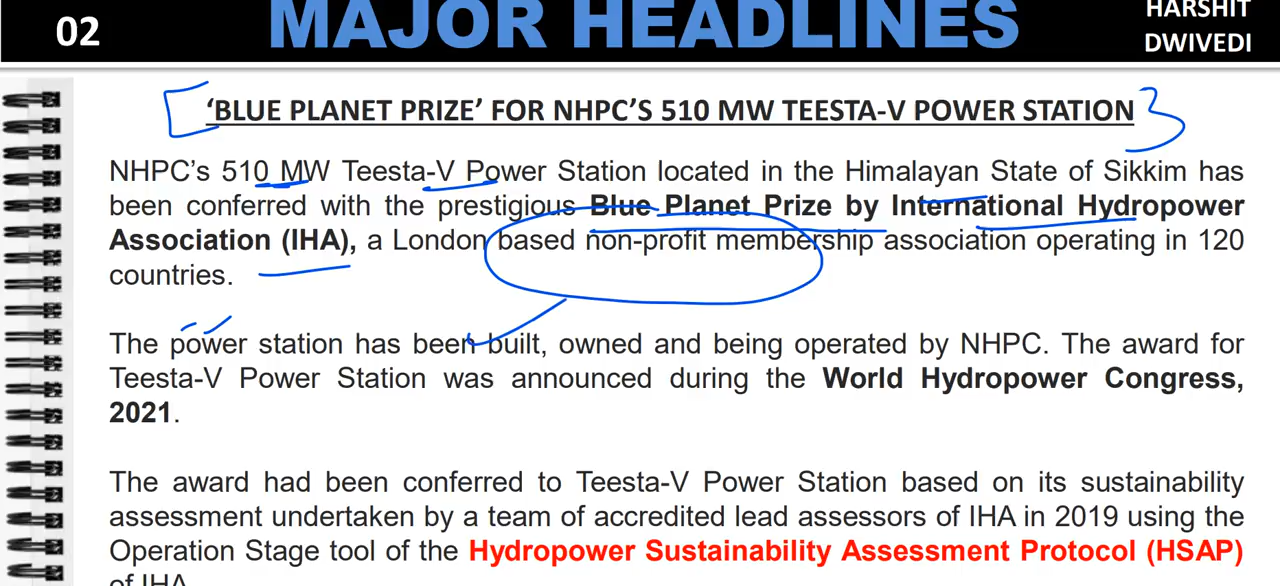 02
MAJOR HEADLINES
HARSHIT
DWIVEDI
‘BLUE PLANET PRIZE’ FOR NHPC’S 510 MW TEESTA-V POWER STATION
NHPC’s 510 MW Teesta-V Power Station located in the Himalayan State of Sikkim has
been conferred with the prestigious Blue Planet Prize by International Hydropower
Association (IHA), a London based non-profit membership association operating in 120
countries.
The power station has been built, owned and being operated by NHPC. The award for
Teesta-V Power Station was announced during the World Hydropower Congress,
2021.
The award had been conferred to Teesta-V Power Station based on its sustainability
assessment undertaken by a team of accredited lead assessors of IHA in 2019 using the
Operation Stage tool of the Hydropower Sustainability Assessment Protocol (HSAP)
of IHA